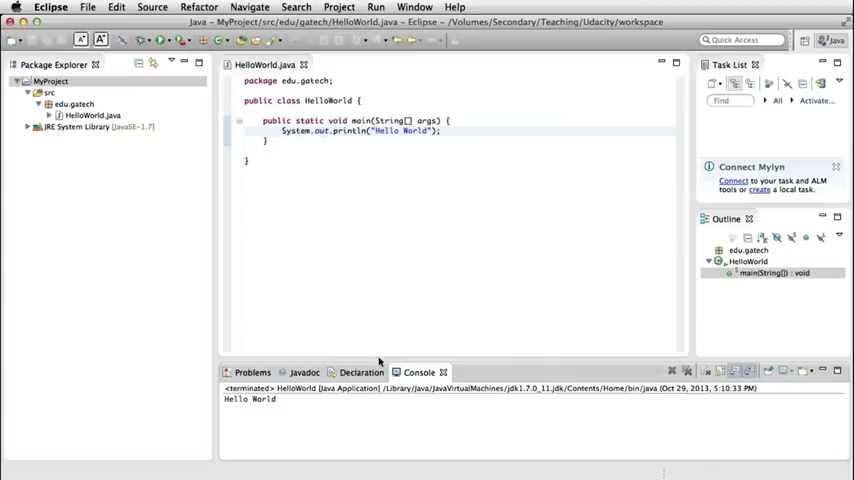 Eclipse File Edit Source Refactor Navigate Search Project Run Window Help
Java - MyProject/src/edu/gatech/HelloWorld.java - Eclipse - /Volumes/Secondary/Teaching/Udacity/workspace
Quick Access
Java
Package Explorer
MyProject
src
edu.gatech
HelloWorld.java
JRE System Library [JavaSE-1.7]
HelloWorld.java
package edu.gatech;
public class HelloWorld {
public static void main(String[] args) {
System.out.println("Hello World");
}
}
Task List
Find
All
Activate...
Connect Mylyn
Connect to your task and ALM
tools or create a local task.
Outline
edu.gatech
HelloWorld
main(String[]) : void
Problems Javadoc Declaration Console
<terminated> HelloWorld [Java Application] /Library/Java/JavaVirtualMachines/jdk1.7.0_11.jdk/Contents/Home/bin/java (Oct 29, 2013, 5:10:33 PM)
Hello World